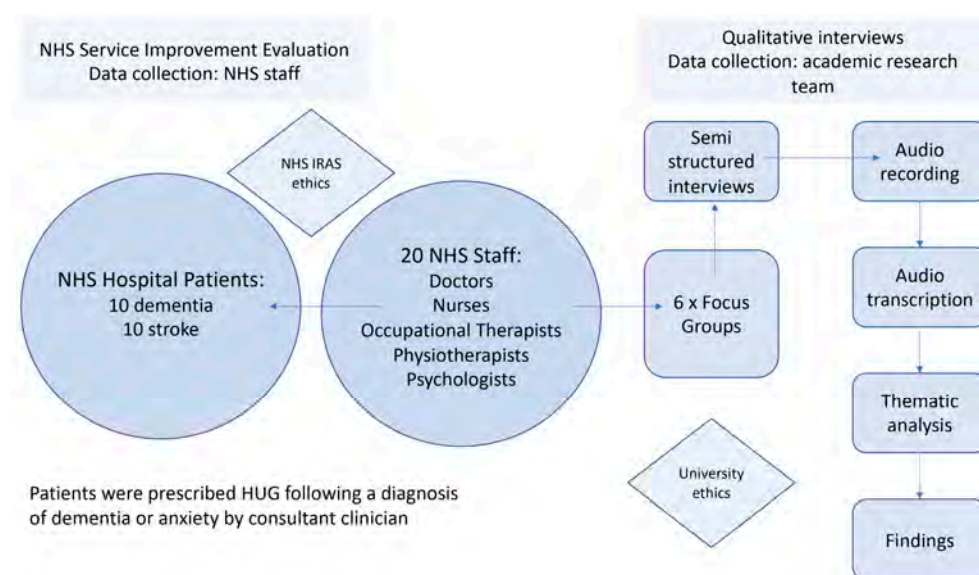 NHS Service Improvement Evaluation
Data collection: NHS staff
Qualitative interviews
Data collection: academic research
team
NHS IRAS
ethics
NHS Hospital Patients:
10 dementia
10 stroke
20 NHS Staff:
Doctors
Nurses
Occupational Therapists
Physiotherapists
Psychologists
6 x Focus
Groups
Semi
structured
interviews
Audio
recording
Audio
transcription
Thematic
analysis
Findings
University
ethics
Patients were prescribed HUG following a diagnosis
of dementia or anxiety by consultant clinician